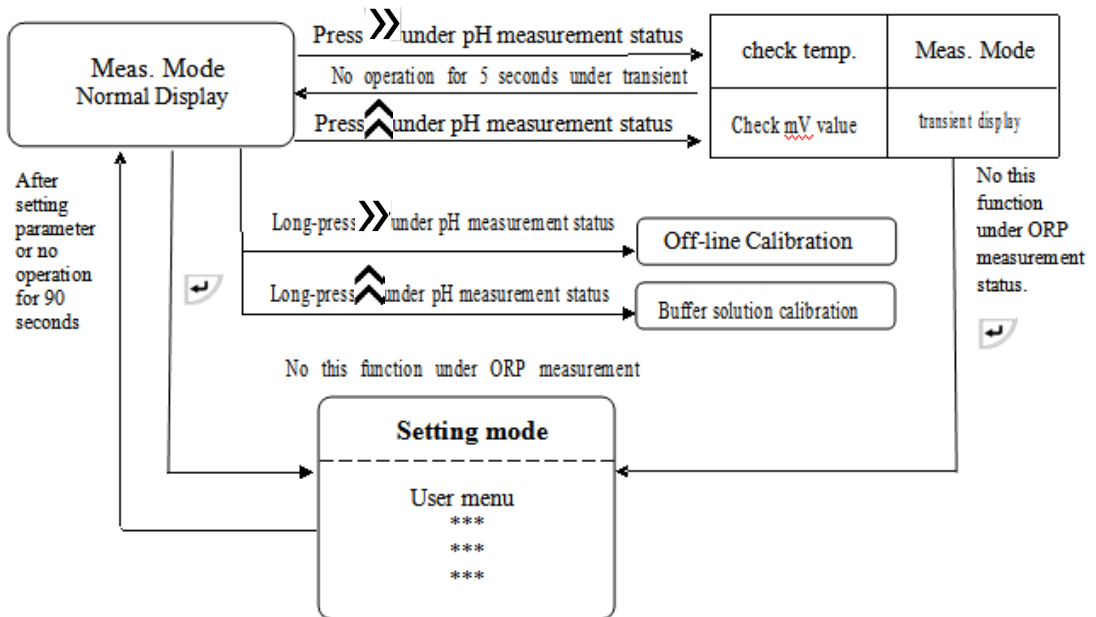 Press » under pH measurement status
Meas. Mode
Normal Display
No operation for 5 seconds under transient
Press under pH measurement status
check temp.
Meas. Mode
Check mV value
transient display
After
setting
parameter
or no
operation
for 90
seconds
Long-press » under pH measurement status
Off-line Calibration
Long-press under pH measurement status
Buffer solution calibration
No this
function
under ORP
measurement
status.
No this function under ORP measurement
Setting mode
User menu
***
***
***